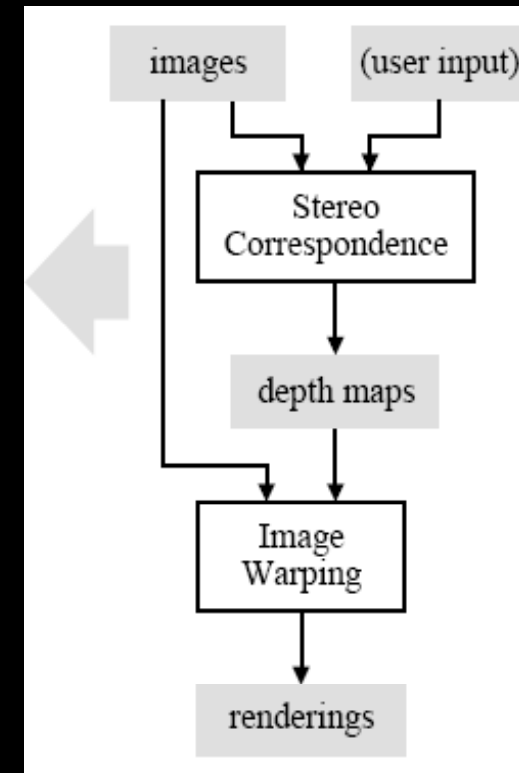 images
(user input)
Stereo
Correspondence
depth maps
Image
Warping
renderings